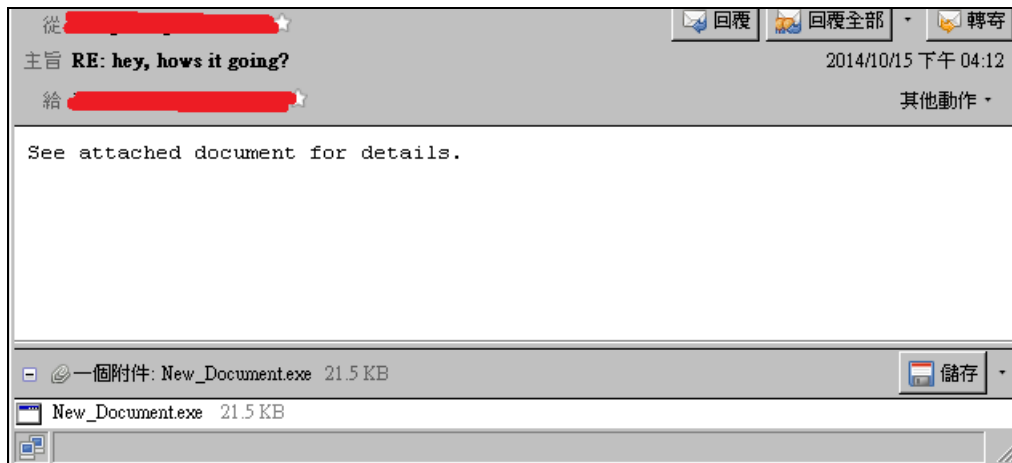 從 回覆 回覆全部 轉寄
主旨 RE: hey, hows it going? 2014/10/15 下午 04:12
給 其他動作
See attached document for details.
一個附件: New_Document.exe 21.5 KB 儲存
New_Document.exe 21.5 KB